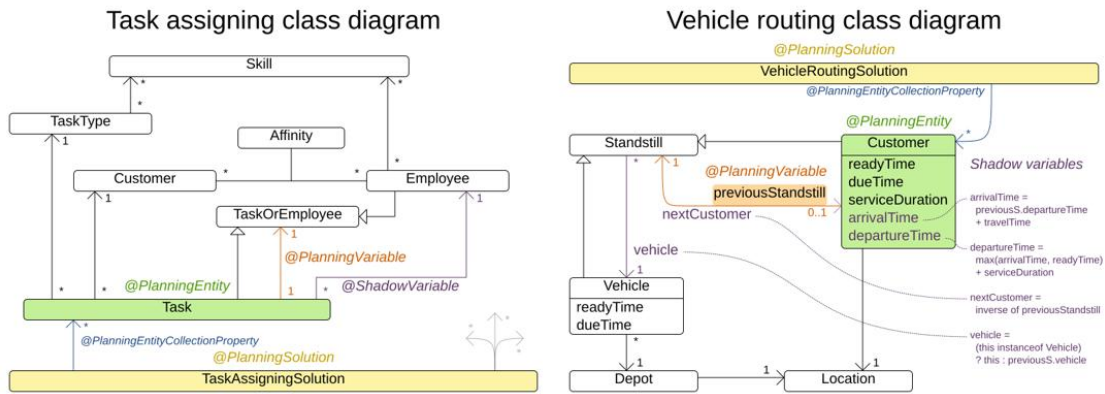 Task assigning class diagram
Skill
*
*
*
TaskType
1
Affinity
*
Customer
*
*
Employee
1
1
TaskOrEmployee
1
@PlanningVariable
@PlanningEntity
1
*
@ShadowVariable
*
*
Task
*
@PlanningEntityCollectionProperty
@PlanningSolution
*
*
*
TaskAssigningSolution
Vehicle routing class diagram
@PlanningSolution
VehicleRoutingSolution
@PlanningEntityCollectionProperty
@PlanningEntity
*
Standstill
Customer
*
1
@PlanningVariable
previousStandstill
0..1
nextCustomer
readyTime
dueTime
serviceDuration
arrivalTime
departureTime
Shadow variables
arrivalTime =
previousS.departureTime
+ travelTime
departureTime =
max(arrivalTime, readyTime)
+ serviceDuration
nextCustomer =
inverse of previousStandstill
vehicle =
(this instanceof Vehicle)
? this : previousS.vehicle
vehicle
1
Vehicle
readyTime
dueTime
*
1
Depot
1
1
Location